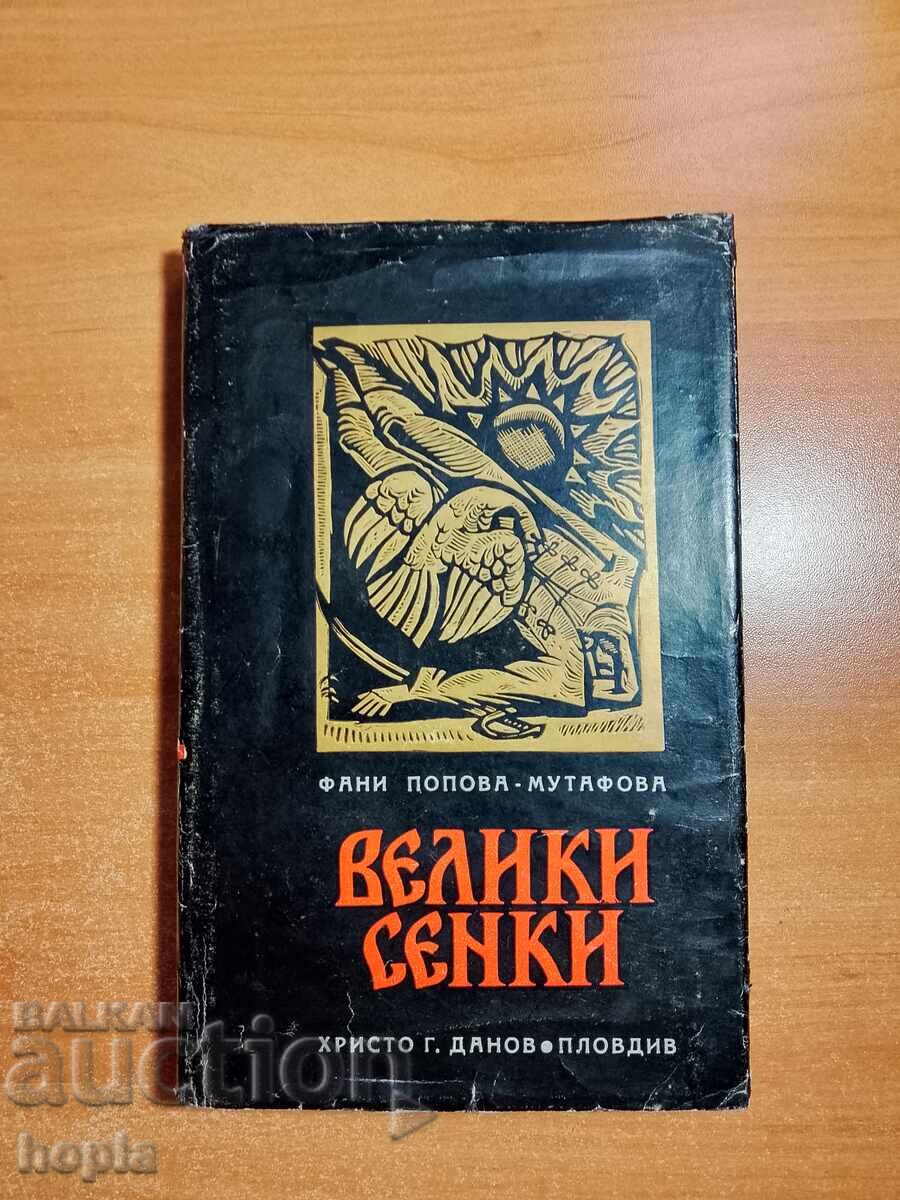 ФАНИ ПОПОВА-МУТАФОВА
ВЕЛИКИ
СЕНКИ
ХРИСТО Г. ДАНОВ • ПЛОВДИВ
BALKAN
auction
hopla